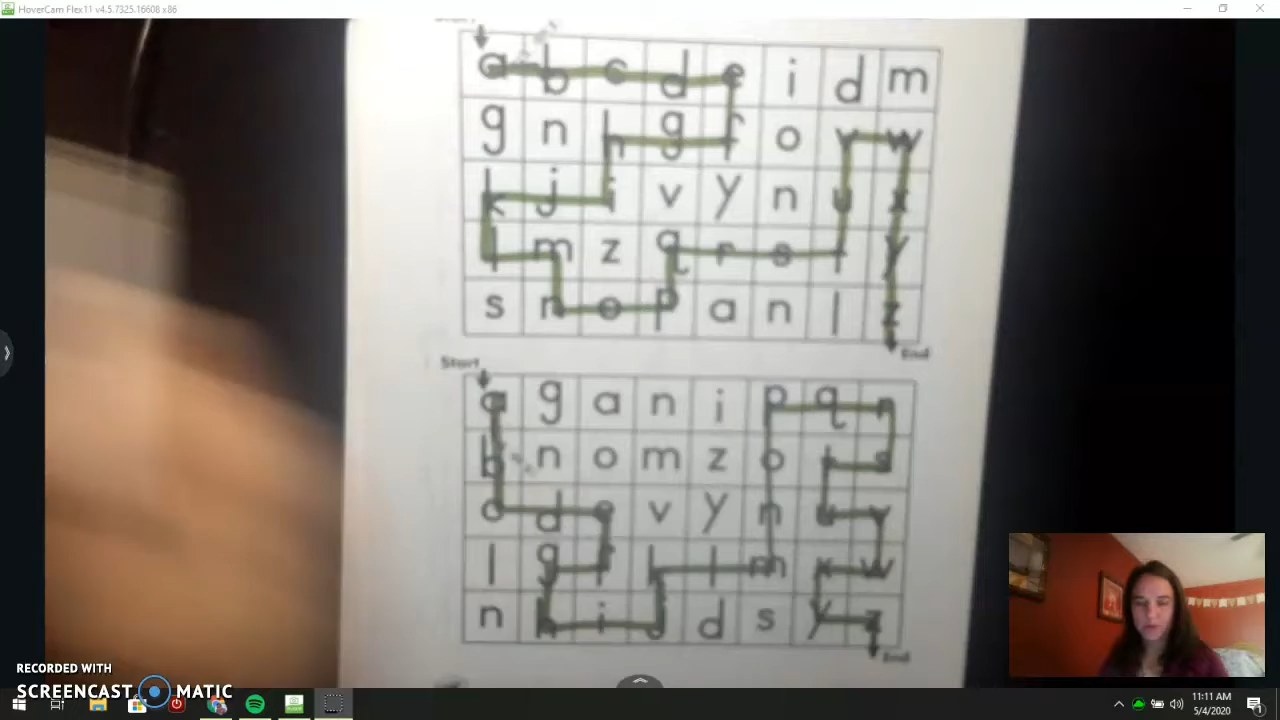 HoverCam Flex11 v4.5.7325.16608 x86
a b c d e i d m
g n h g f o v w
k j i v y n u x
l m z q r s t y
s n o p a n l z
End
Start
a g a n i p q r
b n o m z o t s
c d e v y n u v
l g f k l m x w
n h i j d s y z
End
RECORDED WITH
SCREENCAST MATIC
11:11 AM
5/4/2020